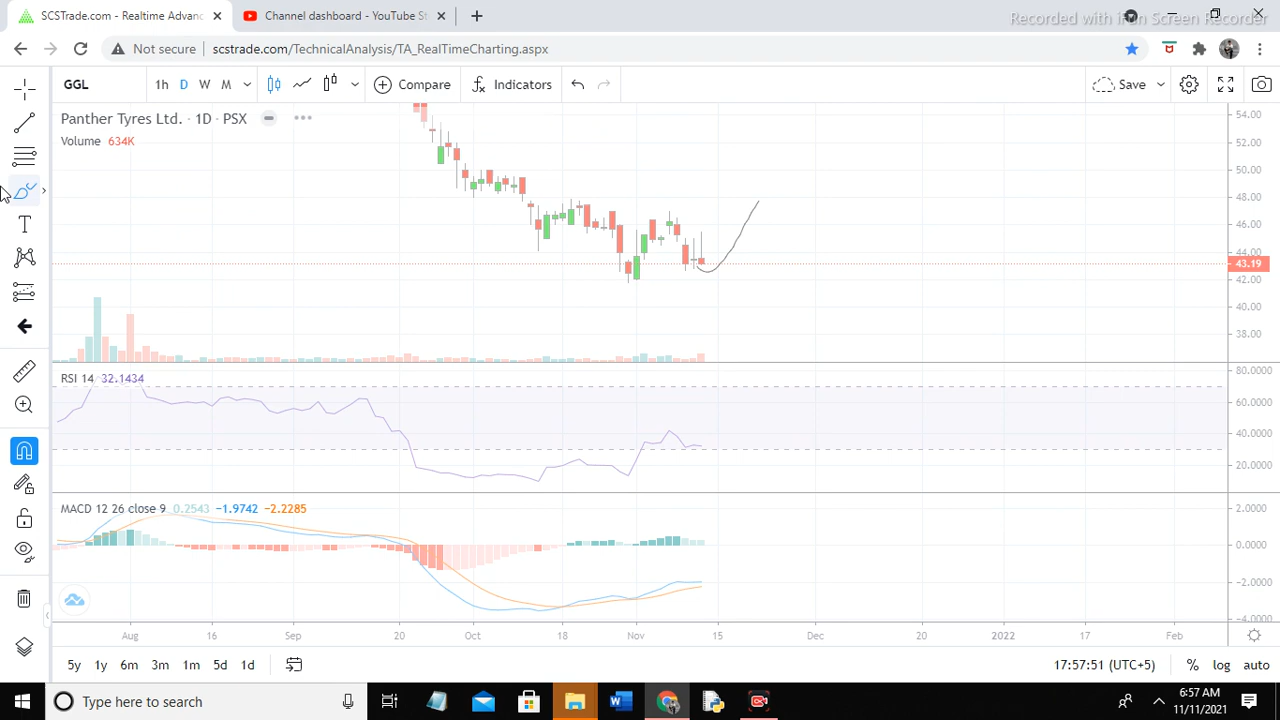 SCSTrade.com - Realtime Advanc
Channel dashboard - YouTube St
Recorded with iFun Screen Recorder
Not secure
scstrade.com/TechnicalAnalysis/TA_RealTimeCharting.aspx
GGL
1h D W M
Compare
Indicators
Save
Panther Tyres Ltd. · 1D · PSX
Volume 634K
54.00
52.00
50.00
48.00
46.00
44.00
43.19
42.00
40.00
38.00
RSI 14 32.1434
80.0000
60.0000
40.0000
20.0000
MACD 12 26 close 9 0.2543 −1.9742 −2.2285
2.0000
0.0000
−2.0000
−4.0000
Aug 16 Sep 20 Oct 18 Nov 15 Dec 20 2022 17 Feb
5y 1y 6m 3m 1m 5d 1d
17:57:51 (UTC+5) % log auto
Type here to search
6:57 AM
11/11/2021